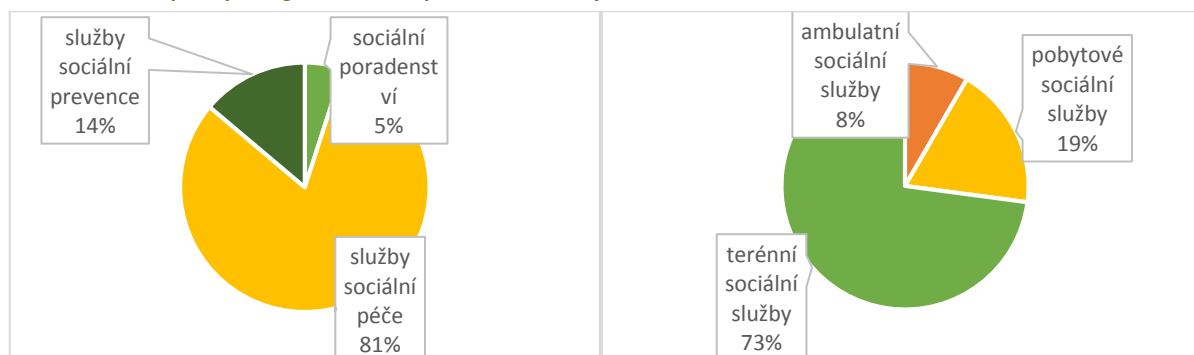 služby
sociální
prevence
14%
sociální
poradenst
ví
5%
služby
sociální
péče
81%
ambulatní
sociální
služby
8%
pobytové
sociální
služby
19%
terénní
sociální
služby
73%